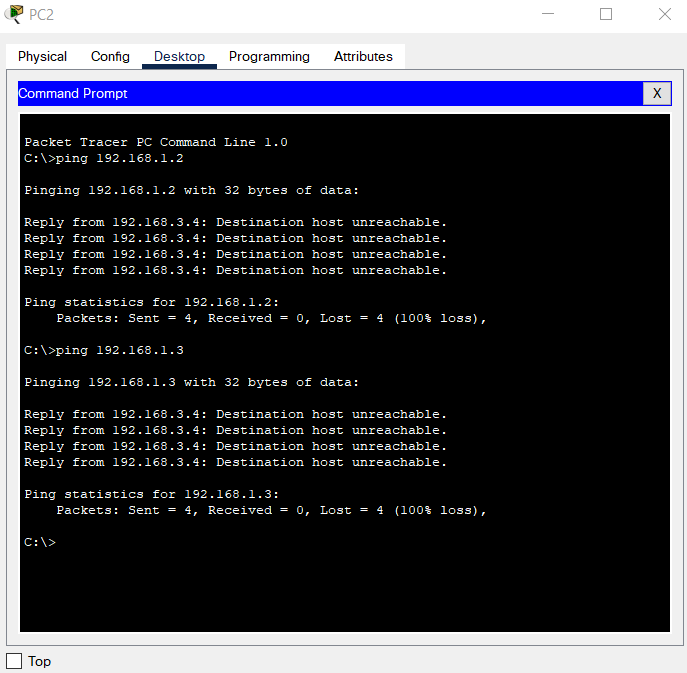 PC2
Physical Config Desktop Programming Attributes
Command Prompt X
Packet Tracer PC Command Line 1.0
C:\>ping 192.168.1.2
Pinging 192.168.1.2 with 32 bytes of data:
Reply from 192.168.3.4: Destination host unreachable.
Reply from 192.168.3.4: Destination host unreachable.
Reply from 192.168.3.4: Destination host unreachable.
Reply from 192.168.3.4: Destination host unreachable.
Ping statistics for 192.168.1.2:
Packets: Sent = 4, Received = 0, Lost = 4 (100% loss),
C:\>ping 192.168.1.3
Pinging 192.168.1.3 with 32 bytes of data:
Reply from 192.168.3.4: Destination host unreachable.
Reply from 192.168.3.4: Destination host unreachable.
Reply from 192.168.3.4: Destination host unreachable.
Reply from 192.168.3.4: Destination host unreachable.
Ping statistics for 192.168.1.3:
Packets: Sent = 4, Received = 0, Lost = 4 (100% loss),
C:\>
Top